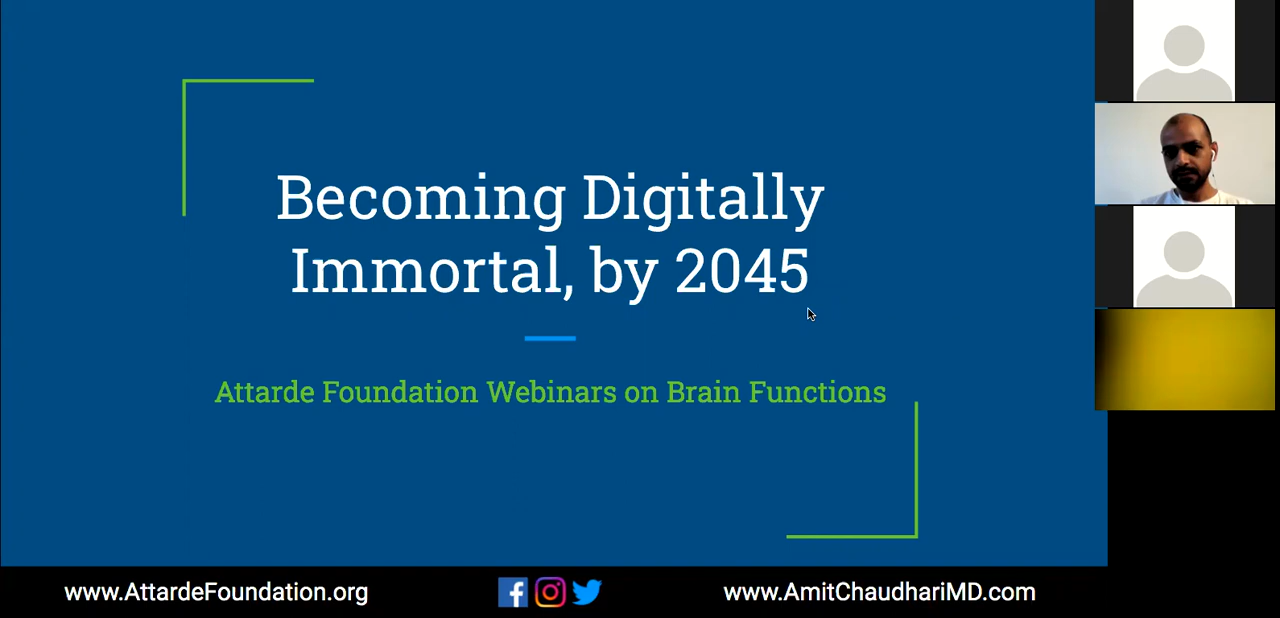 Becoming Digitally
Immortal, by 2045
Attarde Foundation Webinars on Brain Functions
www.AttardeFoundation.org
www.AmitChaudhariMD.com